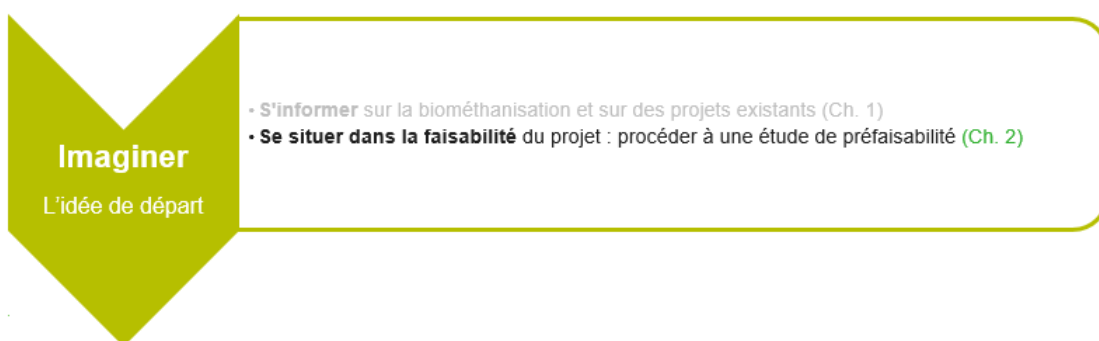 • S'informer sur la biométhanisation et sur des projets existants (Ch. 1)
• Se situer dans la faisabilité du projet : procéder à une étude de préfaisabilité (Ch. 2)
Imaginer
L'idée de départ